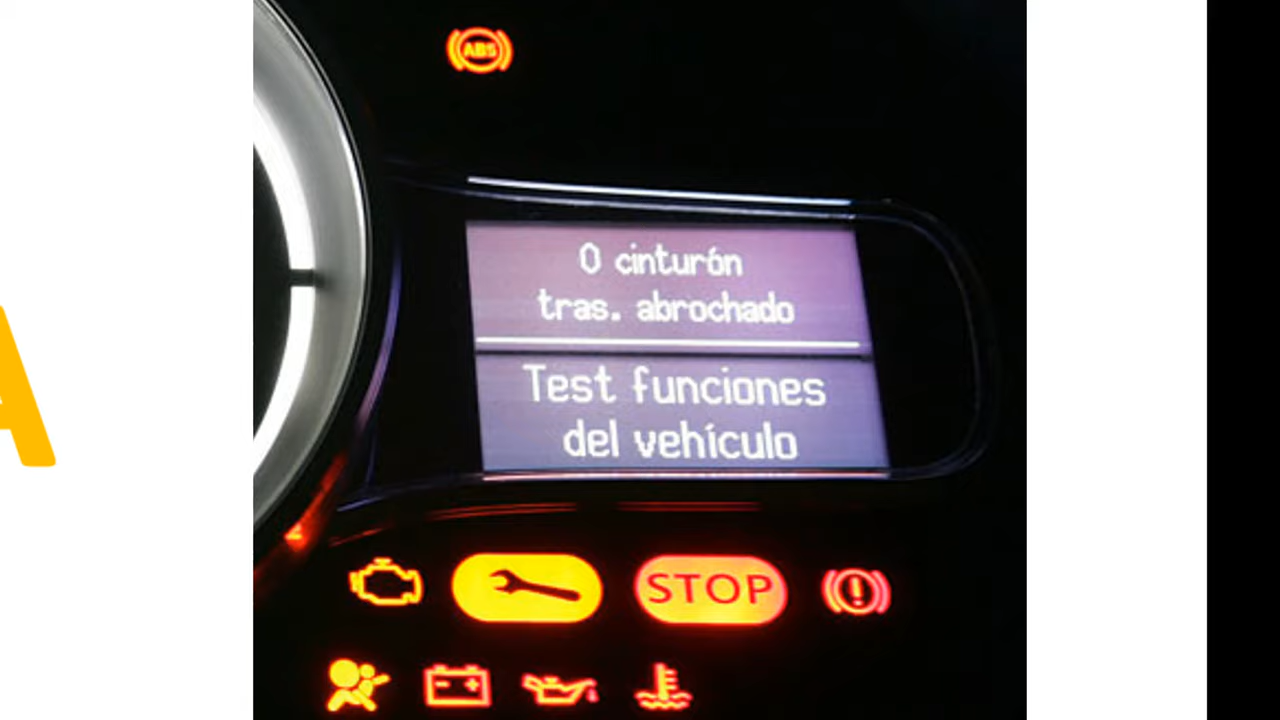 A
ABS
0 cinturón
tras. abrochado
Test funciones
del vehículo
STOP